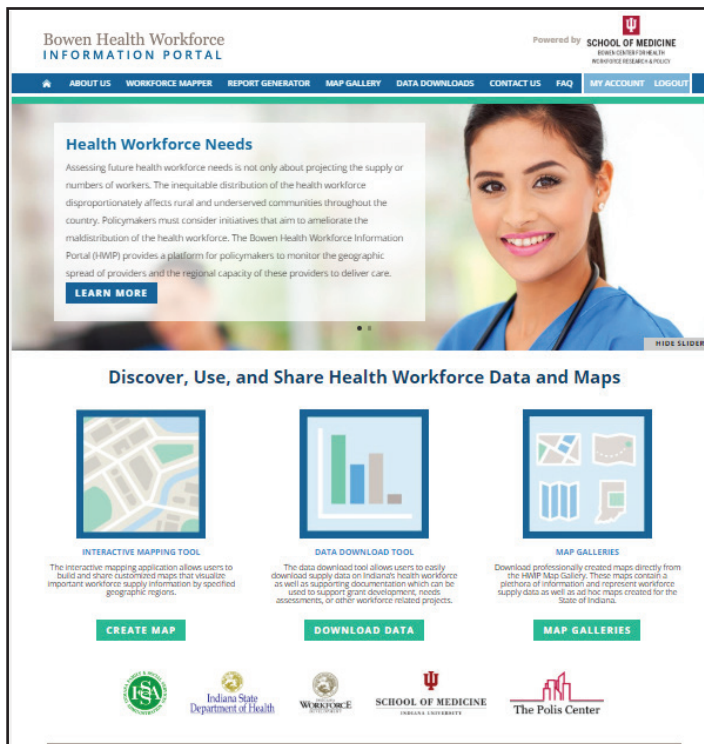 Bowen Health Workforce
INFORMATION PORTAL
Powered by
SCHOOL OF MEDICINE
BOWEN CENTER FOR HEALTH
WORKFORCE RESEARCH & POLICY
ABOUT US WORKFORCE MAPPER REPORT GENERATOR MAP GALLERY DATA DOWNLOADS CONTACT US FAQ MY ACCOUNT LOGOUT
Health Workforce Needs
Assessing future health workforce needs is not only about projecting the supply or
numbers of workers. The inequitable distribution of the health workforce
disproportionately affects rural and underserved communities throughout the
country. Policymakers must consider initiatives that aim to ameliorate the
maldistribution of the health workforce. The Bowen Health Workforce Information
Portal (HWIP) provides a platform for policymakers to monitor the geographic
spread of providers and the regional capacity of these providers to deliver care.
LEARN MORE
HIDE SLIDER
Discover, Use, and Share Health Workforce Data and Maps
INTERACTIVE MAPPING TOOL
The interactive mapping application allows users to
build and share customized maps that visualize
important workforce supply information by specified
geographic regions.
CREATE MAP
DATA DOWNLOAD TOOL
The data download tool allows users to easily
download supply data on Indiana's health workforce
as well as supporting documentation which can be
used to support grant development, needs
assessments, or other workforce related projects.
DOWNLOAD DATA
MAP GALLERIES
Download professionally created maps directly from
the HWIP Map Gallery. These maps contain a
plethora of information and represent workforce
supply data as well as ad hoc maps created for the
State of Indiana.
MAP GALLERIES
FSSA
Indiana State
Department of Health
WORKFORCE
SCHOOL OF MEDICINE
INDIANA UNIVERSITY
The Polis Center